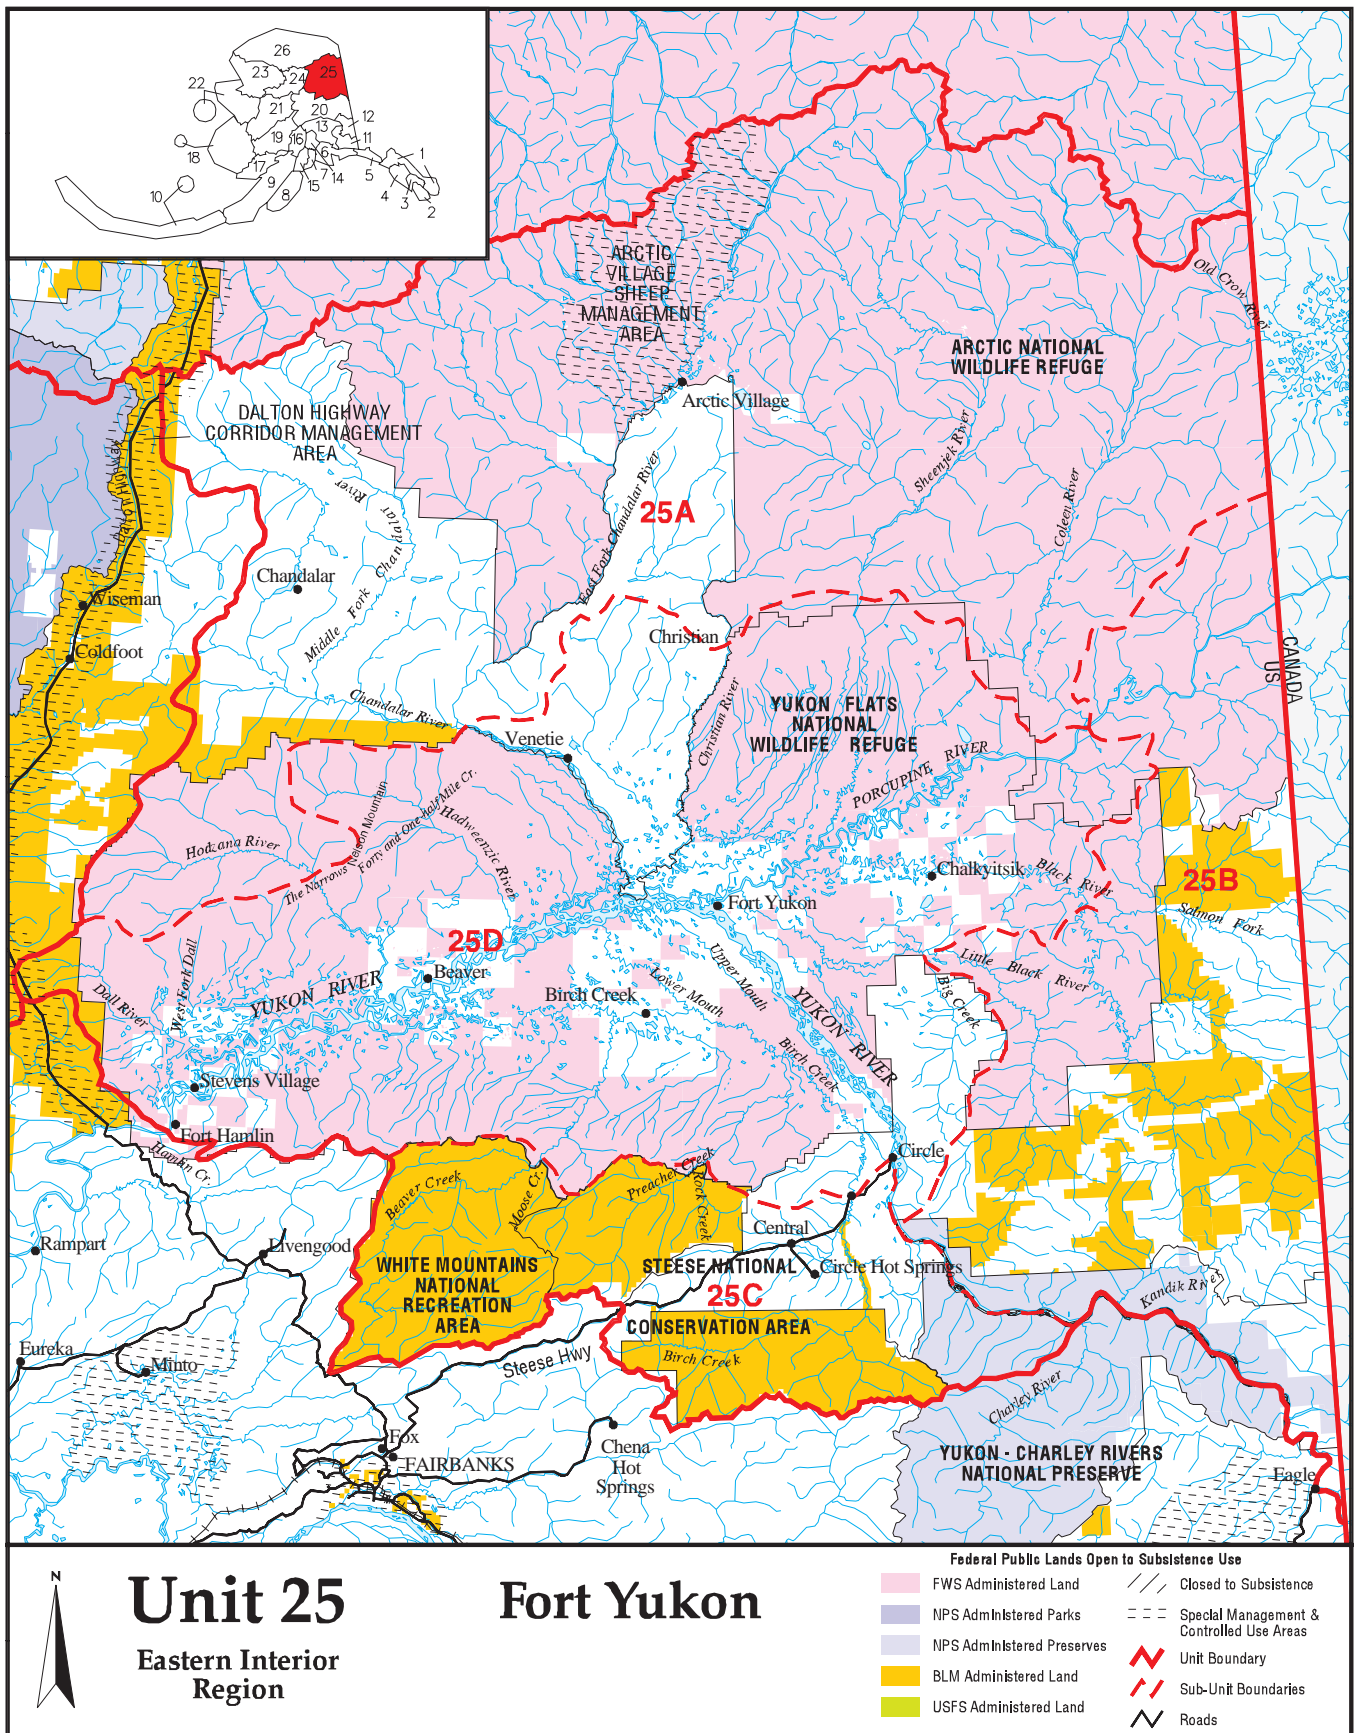 26
25
23
24
22
21
20
12
13
11
19
16
18
17
6
1
7
14
5
9
15
10
8
4
3
2
ARCTIC
VILLAGE
SHEEP
MANAGEMENT
AREA
Old Crow River
ARCTIC NATIONAL
WILDLIFE REFUGE
Arctic Village
DALTON HIGHWAY
CORRIDOR MANAGEMENT
AREA
Dalton Highway
Sheenjek River
Coleen River
East Fork Chandalar River
25A
Middle Fork Chandalar River
Chandalar
Wiseman
Coldfoot
Christian
CANADA
US
Chandalar River
Venetie
Christian River
YUKON FLATS
NATIONAL
WILDLIFE REFUGE
PORCUPINE RIVER
Hodzana River
The Narrows
Nelson Mountain
Forty and One-half Mile Cr.
Hadweenzic River
Chalkyitsik
Black River
25B
Salmon Fork
Fort Yukon
25D
Beaver
Birch Creek
Lower Mouth
Upper Mouth
YUKON RIVER
Birch Creek
Little Black River
Big Creek
Dall River
West Fork Dall
YUKON RIVER
Stevens Village
Fort Hamlin
Hamlin Cr.
Circle
Beaver Creek
Moose Cr.
Preacher Creek
Rock Creek
Central
Rampart
Livengood
WHITE MOUNTAINS
NATIONAL
RECREATION
AREA
STEESE NATIONAL
Circle Hot Springs
25C
CONSERVATION AREA
Kandik River
Birch Creek
Steese Hwy
Eureka
Minto
Charley River
Fox
FAIRBANKS
Chena
Hot
Springs
YUKON - CHARLEY RIVERS
NATIONAL PRESERVE
Eagle
N
Unit 25
Eastern Interior
Region
Fort Yukon
Federal Public Lands Open to Subsistence Use
FWS Administered Land
NPS Administered Parks
NPS Administered Preserves
BLM Administered Land
USFS Administered Land
Closed to Subsistence
Special Management &
Controlled Use Areas
Unit Boundary
Sub-Unit Boundaries
Roads